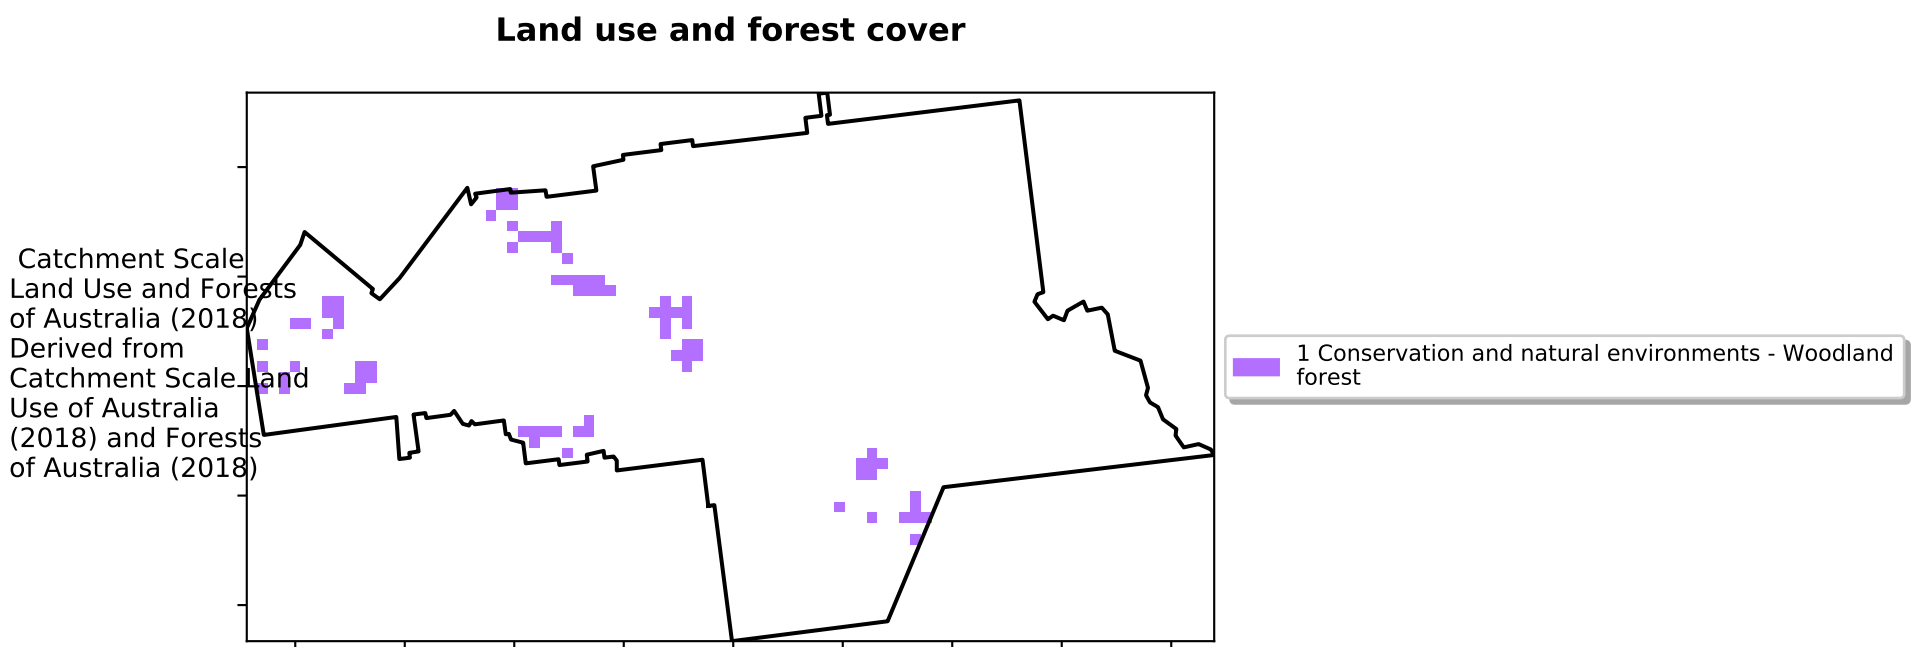 Land use and forest cover
Catchment Scale
Land Use and Forests
of Australia (2018)
Derived from
Catchment Scale Land
Use of Australia
(2018) and Forests
of Australia (2018)
1 Conservation and natural environments - Woodland
forest